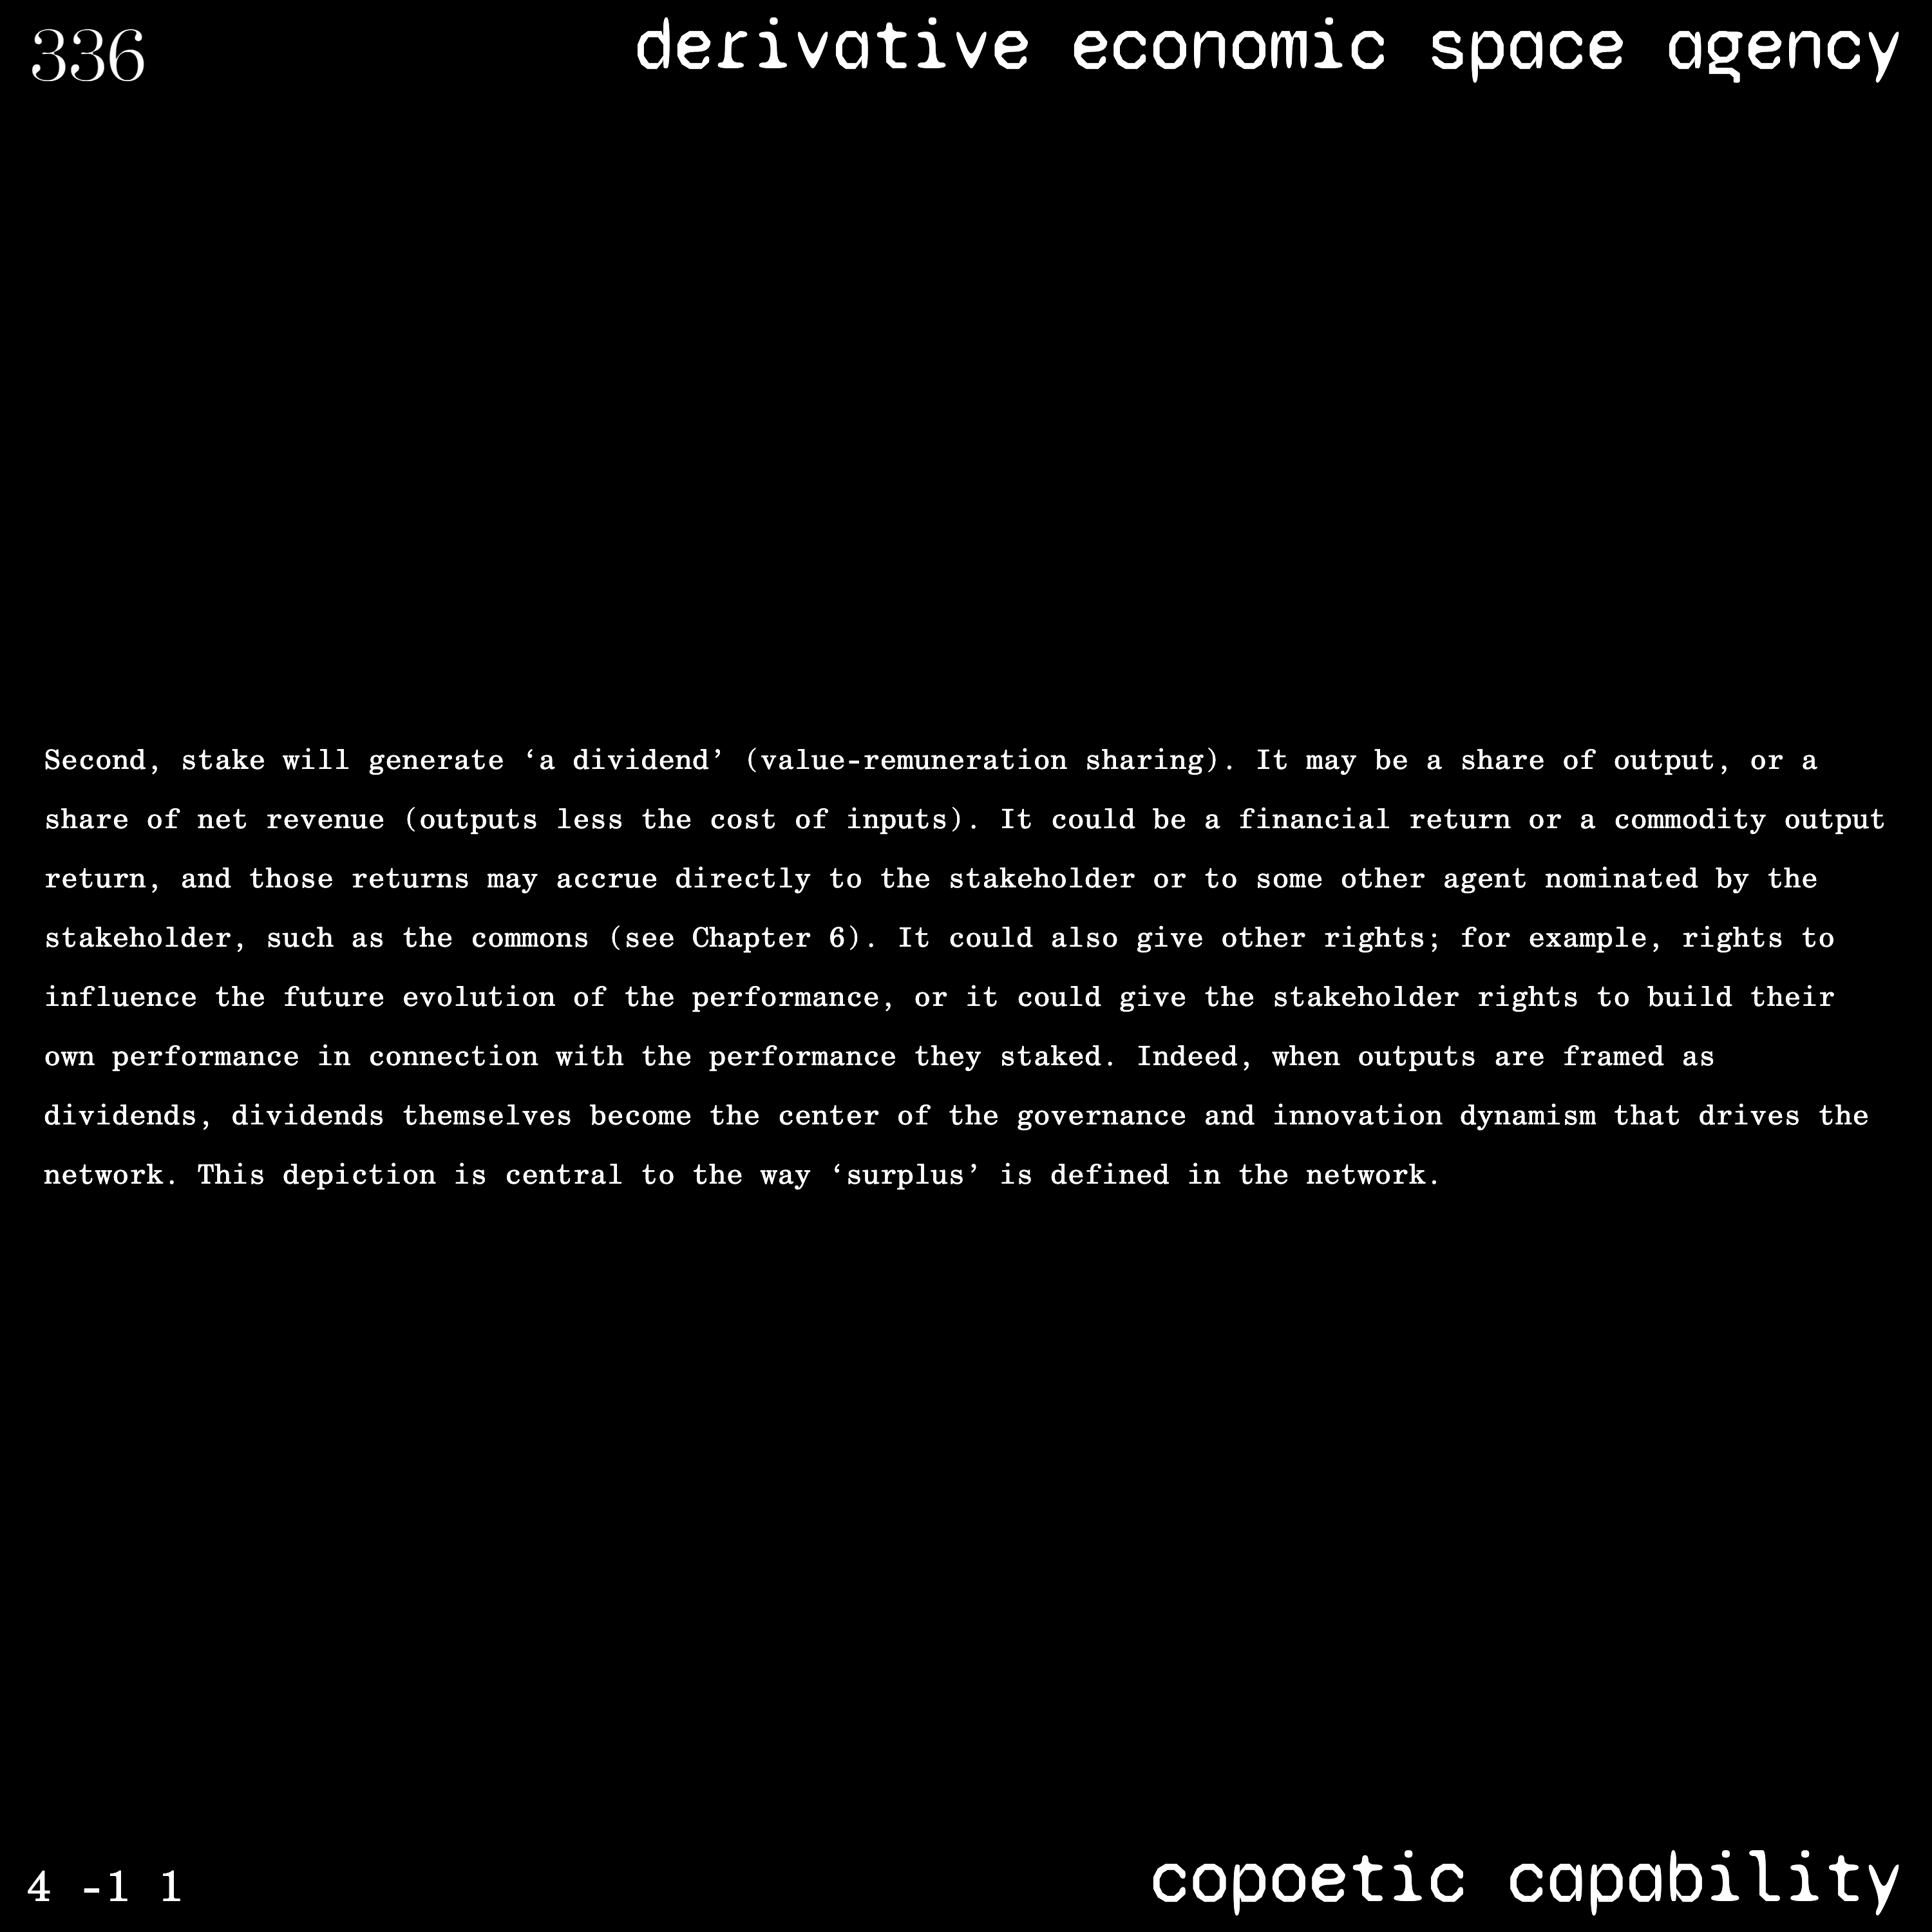 336
derivative economic space agency
Second, stake will generate ‘a dividend’ (value-remuneration sharing). It may be a share of output, or a
share of net revenue (outputs less the cost of inputs). It could be a financial return or a commodity output
return, and those returns may accrue directly to the stakeholder or to some other agent nominated by the
stakeholder, such as the commons (see Chapter 6). It could also give other rights; for example, rights to
influence the future evolution of the performance, or it could give the stakeholder rights to build their
own performance in connection with the performance they staked. Indeed, when outputs are framed as
dividends, dividends themselves become the center of the governance and innovation dynamism that drives the
network. This depiction is central to the way ‘surplus’ is defined in the network.
4 -1 1
copoetic capability